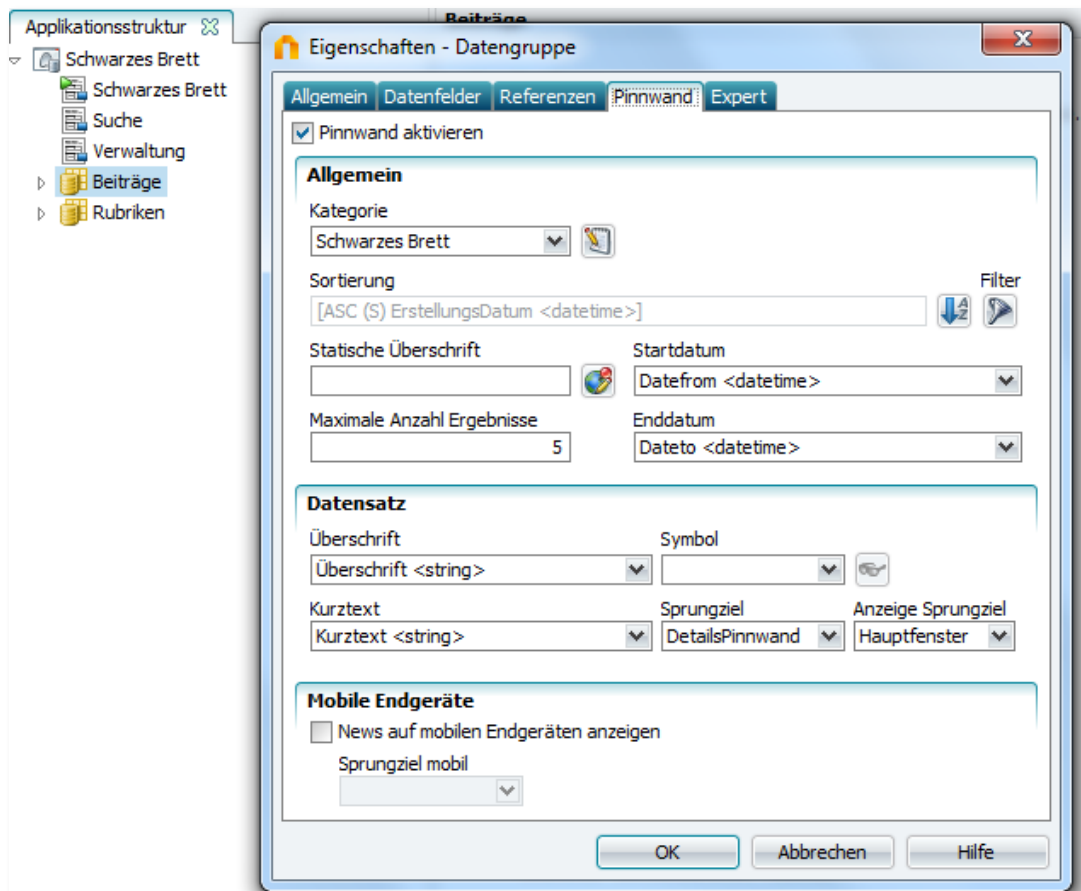 Applikationsstruktur
Schwarzes Brett
Schwarzes Brett
Suche
Verwaltung
Beiträge
Rubriken
Beiträge
Eigenschaften - Datengruppe
Allgemein Datenfelder Referenzen Pinnwand Expert
Pinnwand aktivieren
Allgemein
Kategorie
Schwarzes Brett
Sortierung Filter
[ASC (S) ErstellungsDatum <datetime>]
Statische Überschrift Startdatum
Datefrom <datetime>
Maximale Anzahl Ergebnisse Enddatum
5 Dateto <datetime>
Datensatz
Überschrift Symbol
Überschrift <string>
Kurztext Sprungziel Anzeige Sprungziel
Kurztext <string> DetailsPinnwand Hauptfenster
Mobile Endgeräte
News auf mobilen Endgeräten anzeigen
Sprungziel mobil
OK Abbrechen Hilfe